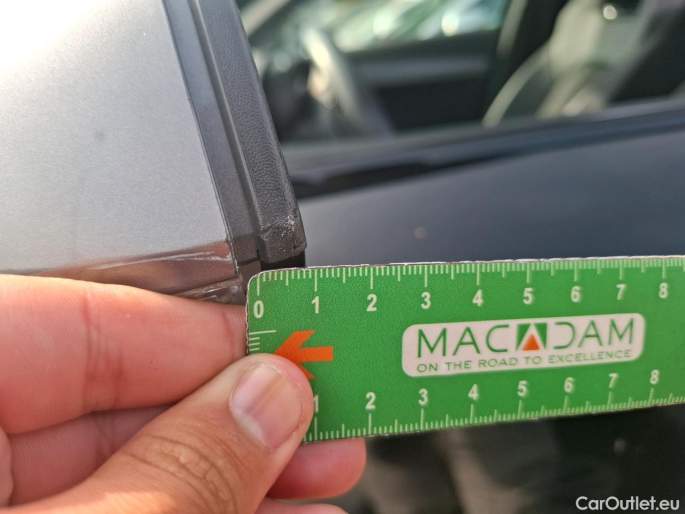 0 1 2 3 4 5 6 7 8
MACADAM
ON THE ROAD TO EXCELLENCE
1 2 3 4 5 6 7 8
CarOutlet.eu